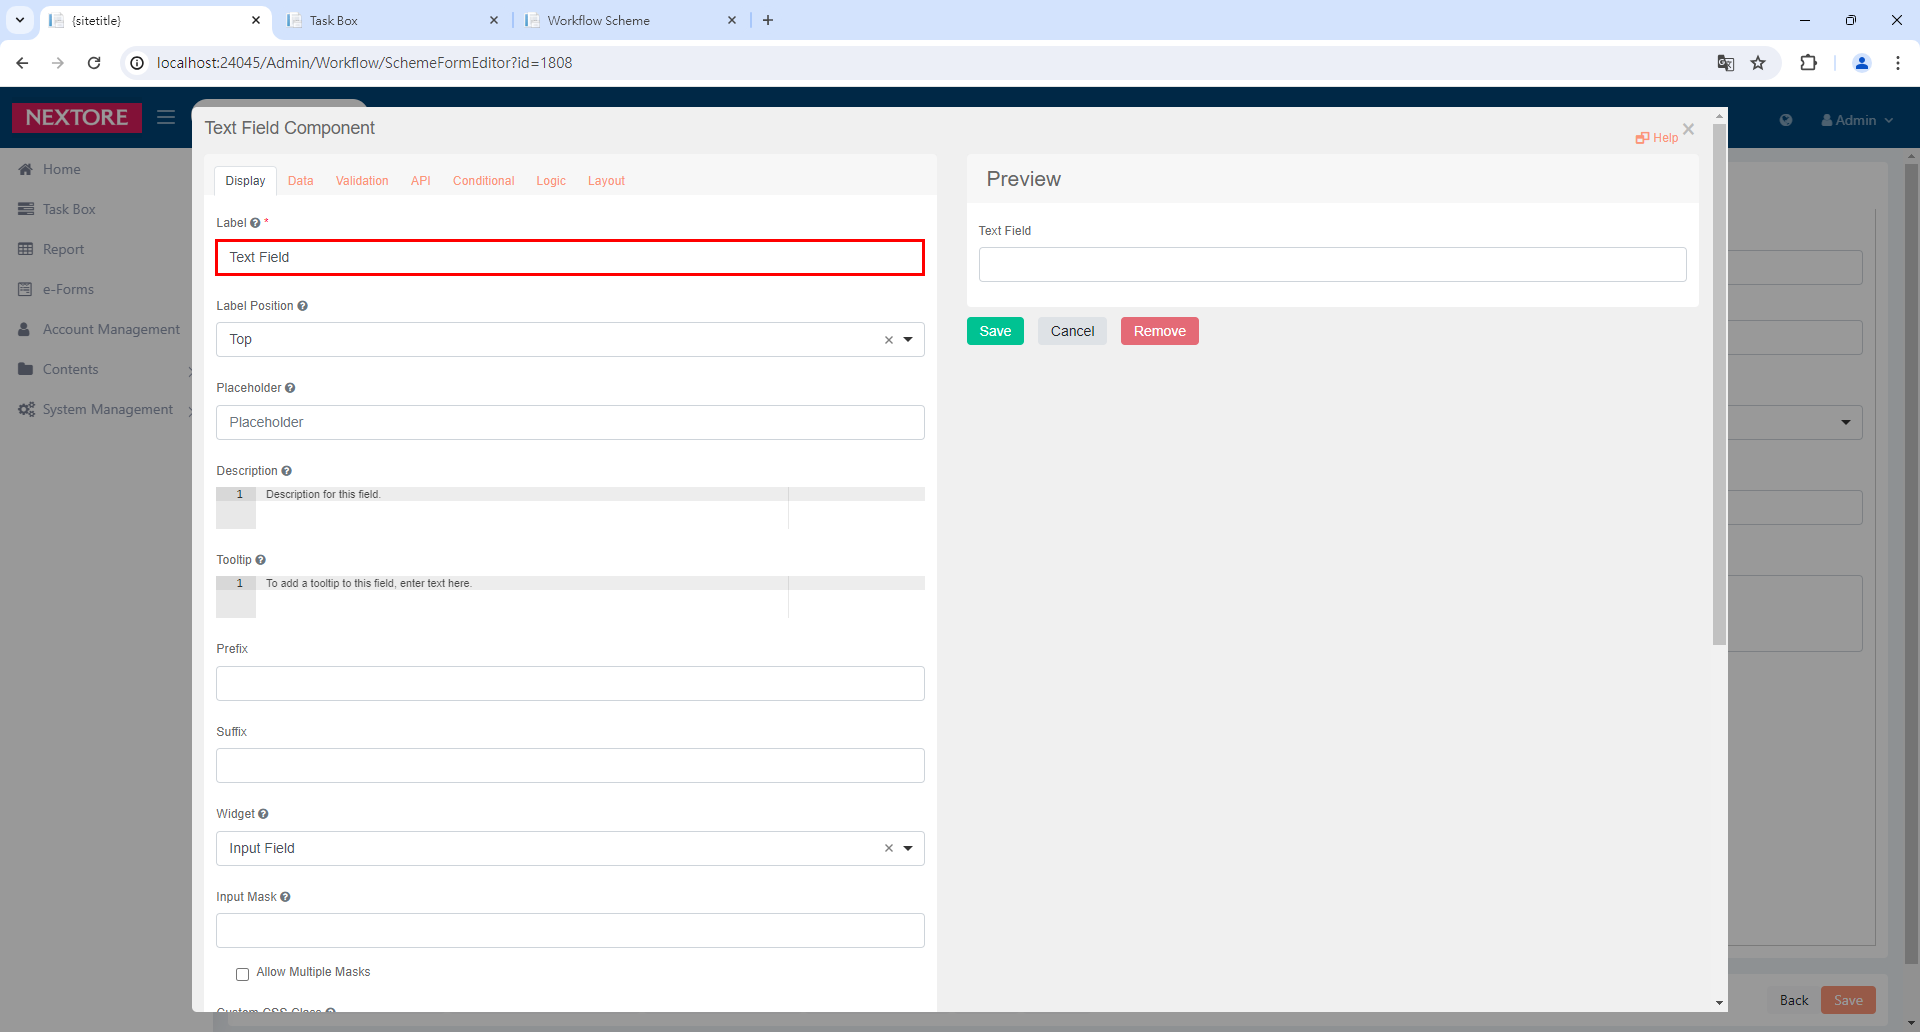 {sitetitle}
Task Box
Workflow Scheme
localhost:24045/Admin/Workflow/SchemeFormEditor?id=1808
NEXTORE
Admin
Home
Task Box
Report
e-Forms
Account Management
Contents
System Management
Text Field Component
Help
Display
Data
Validation
API
Conditional
Logic
Layout
Label *
Text Field
Label Position
Top
Placeholder
Placeholder
Description
1
Description for this field.
Tooltip
1
To add a tooltip to this field, enter text here.
Prefix
Suffix
Widget
Input Field
Input Mask
Allow Multiple Masks
Custom CSS Class
Preview
Text Field
Save
Cancel
Remove
Back
Save